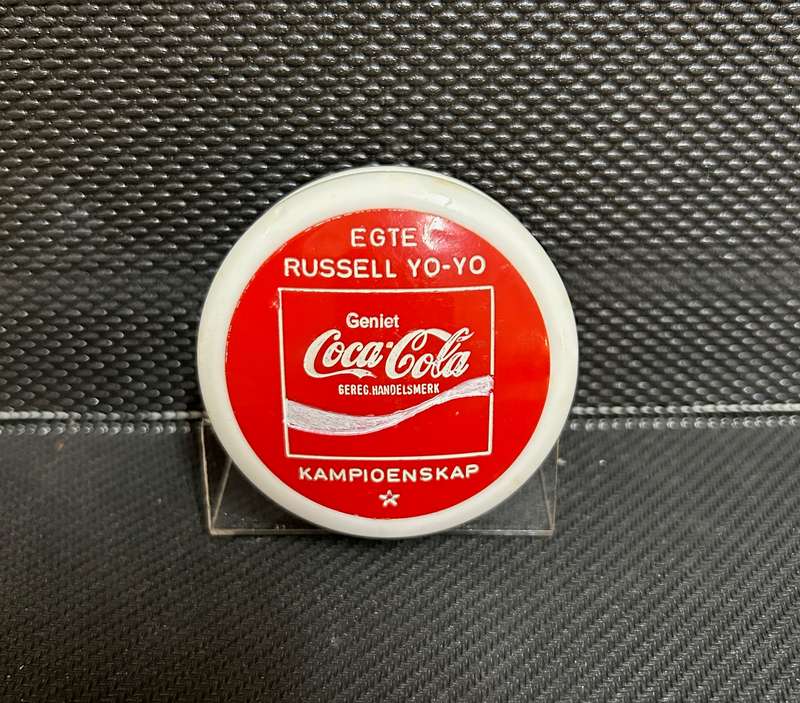 EGTE
RUSSELL YO-YO
Geniet
Coca-Cola
GEREG.HANDELSMERK
KAMPIOENSKAP